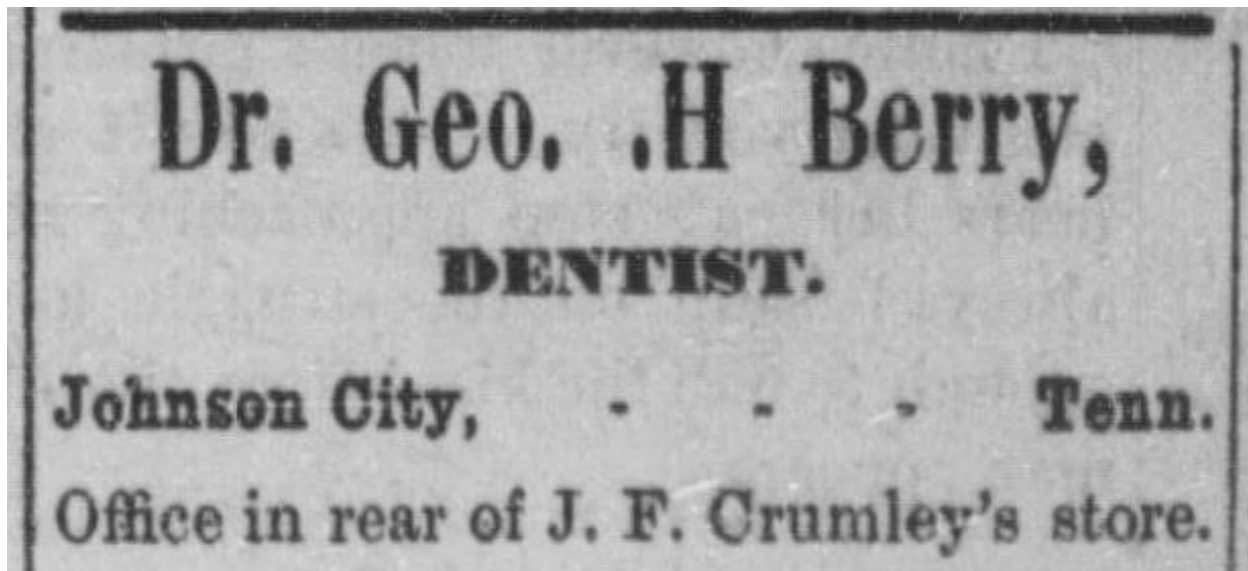 Dr. Geo. .H Berry,
DENTIST.
Johnson City, - - - Tenn.
Office in rear of J. F. Crumley's store.